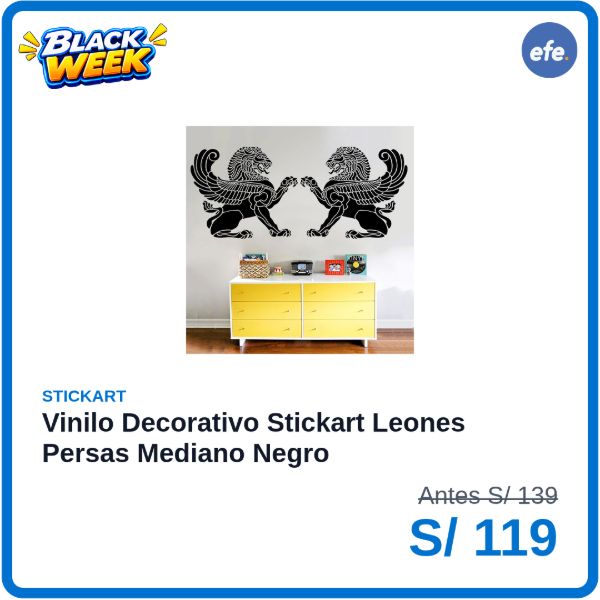 BLACK
WEEK
efe.
STICKART
Vinilo Decorativo Stickart Leones
Persas Mediano Negro
Antes S/ 139
S/ 119